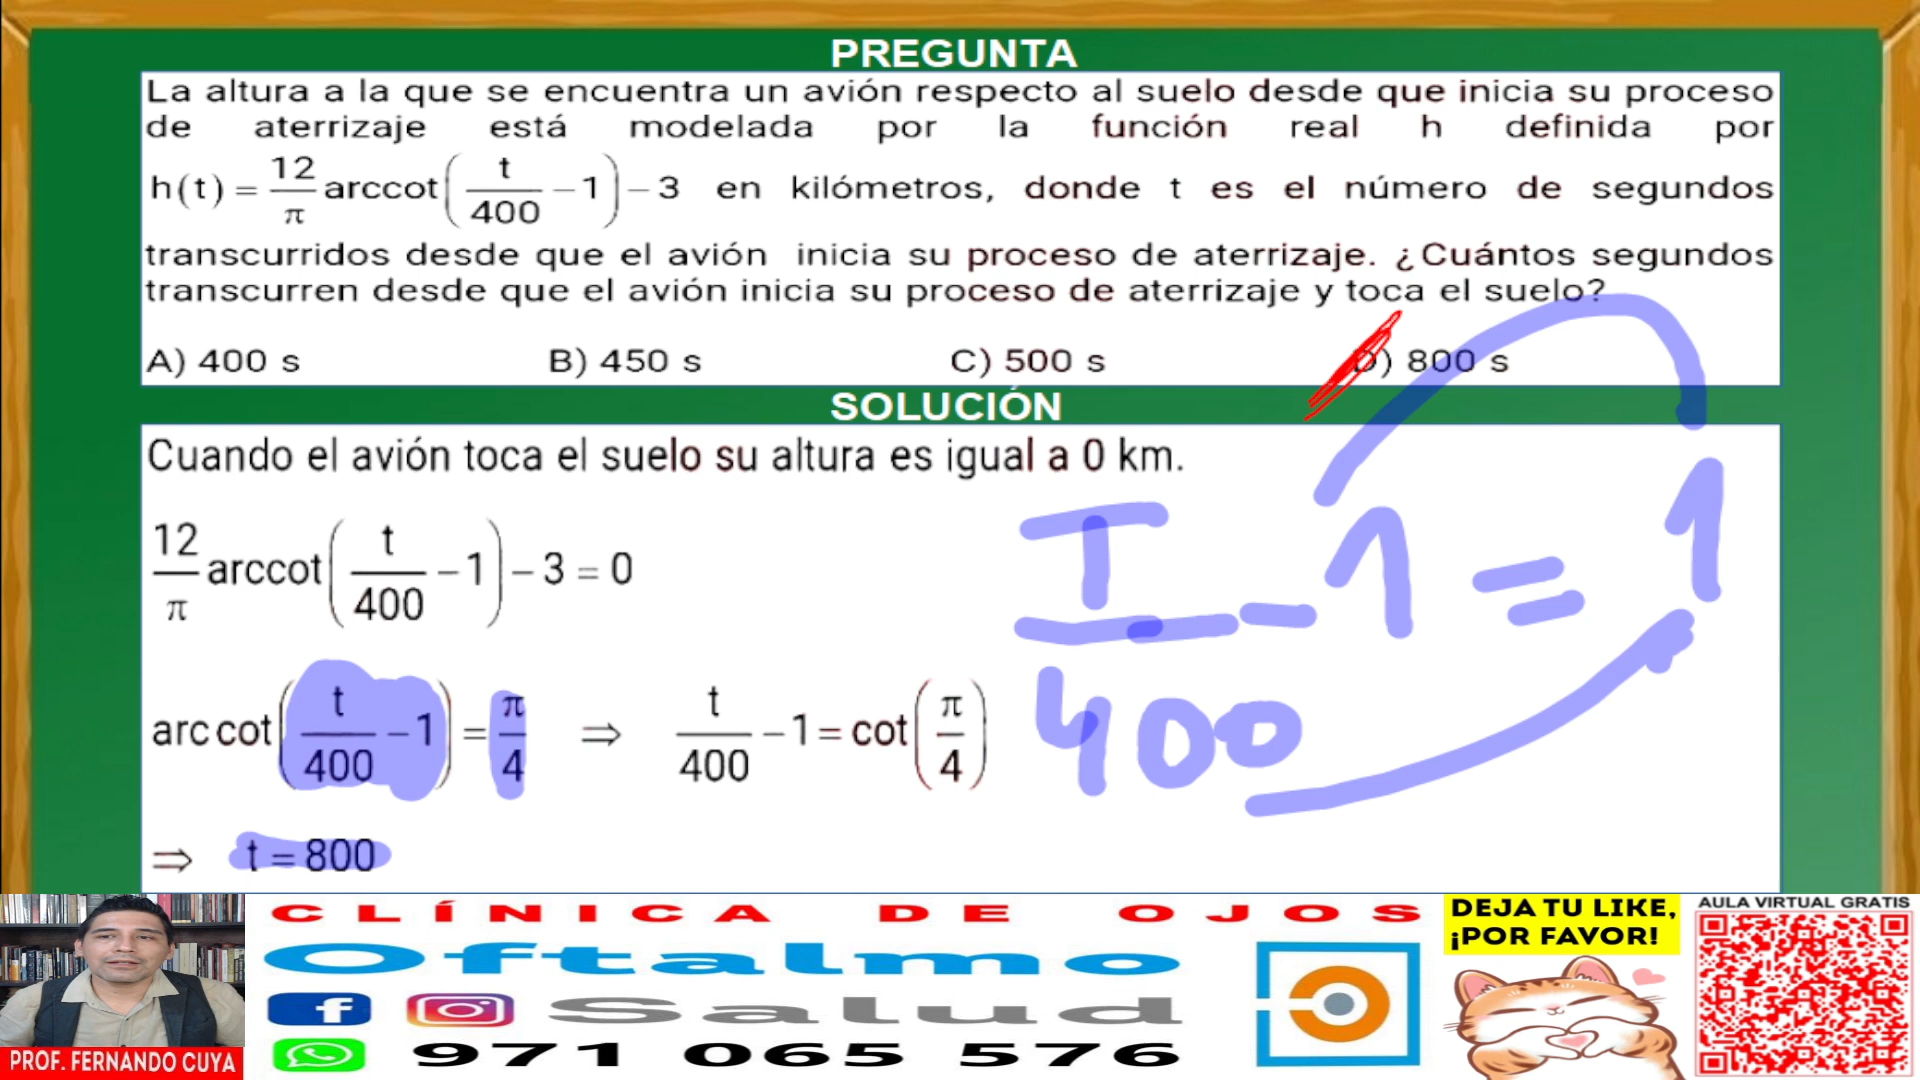 PREGUNTA
La altura a la que se encuentra un avión respecto al suelo desde que inicia su proceso
de aterrizaje está modelada por la función real h definida por
h(t) = 12/π arccot(t/400 − 1) − 3 en kilómetros, donde t es el número de segundos
transcurridos desde que el avión inicia su proceso de aterrizaje. ¿Cuántos segundos
transcurren desde que el avión inicia su proceso de aterrizaje y toca el suelo?
A) 400 s B) 450 s C) 500 s D) 800 s
SOLUCIÓN
Cuando el avión toca el suelo su altura es igual a 0 km.
12/π arccot(t/400 − 1) − 3 = 0
arc cot(t/400 − 1) = π/4 ⇒ t/400 − 1 = cot(π/4)
⇒ t = 800
T/400 − 1 = 1
PROF. FERNANDO CUYA
CLÍNICA DE OJOS
Oftalmo
Salud
971 065 576
DEJA TU LIKE,
¡POR FAVOR!
AULA VIRTUAL GRATIS